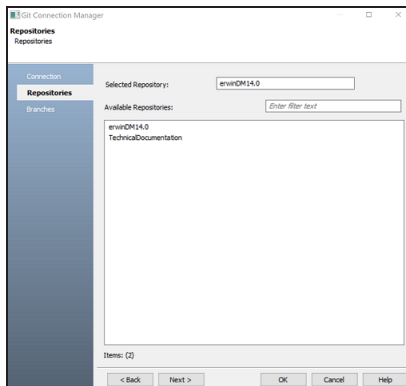 Git Connection Manager
Repositories
Repositories
Connection
Repositories
Branches
Selected Repository: erwinDM14.0
Available Repositories: Enter filter text
erwinDM14.0
TechnicalDocumentation
Items: (2)
< Back Next > OK Cancel Help